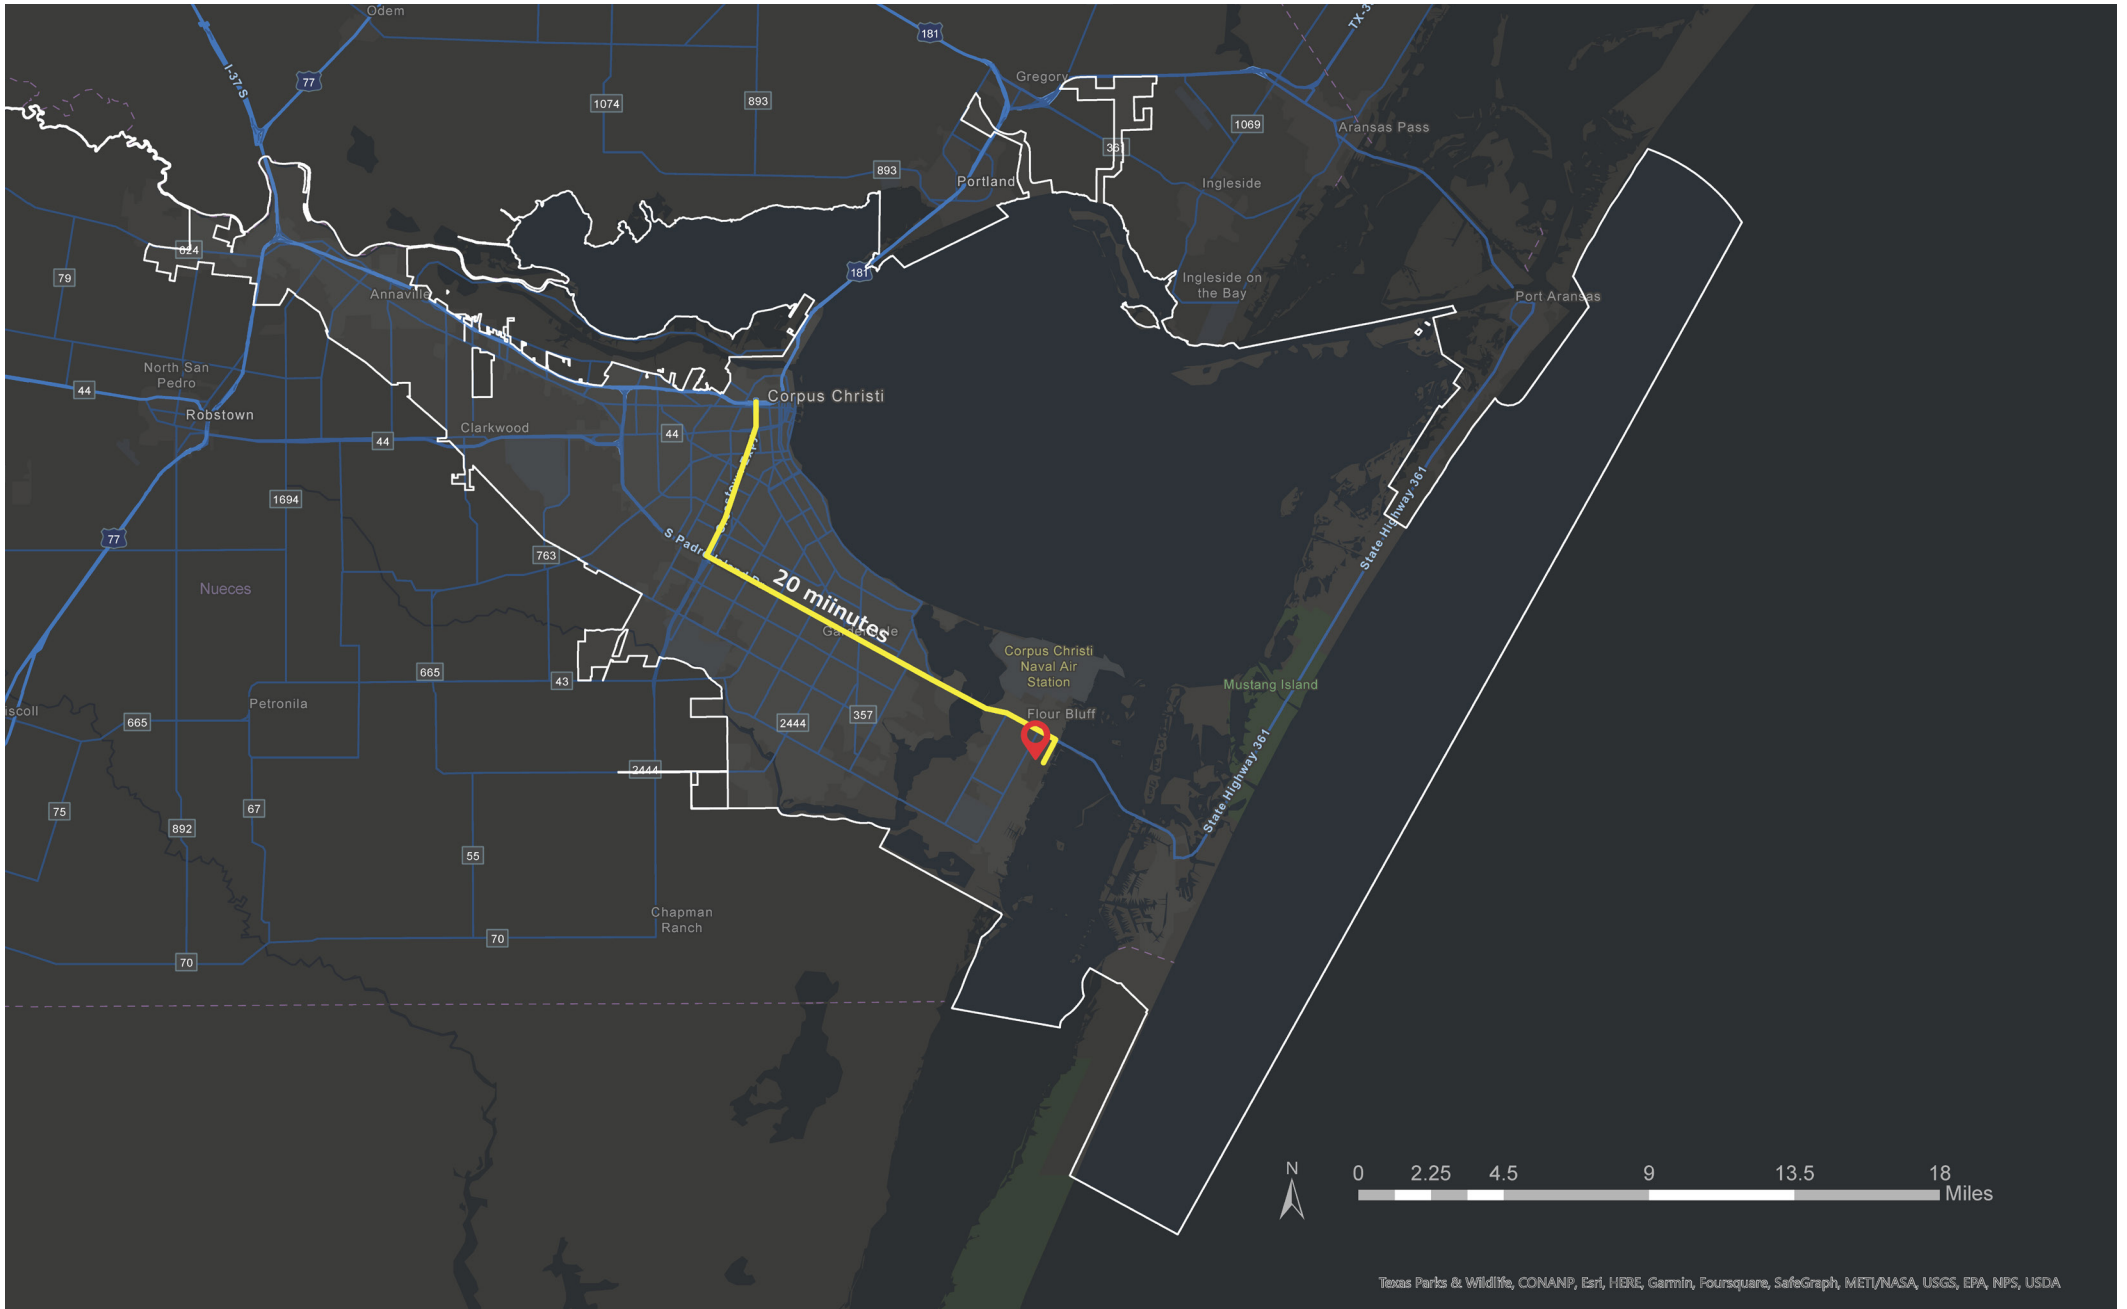 Odem
181
TX-3
I-37 S
77
Gregory
1074
893
1069
Aransas Pass
361
893
Portland
Ingleside
624
79
181
Ingleside on
the Bay
Annaville
Port Aransas
North San
Pedro
44
Corpus Christi
Robstown
Clarkwood
44
44
1694
State Highway 361
77
763
S Padre Island D
20 miinutes
Nueces
Corpus Christi
Naval Air
Station
665
43
Mustang Island
Petronila
iscoll
665
2444
357
Flour Bluff
2444
State Highway 361
75
67
892
55
Chapman
Ranch
70
70
N
0 2.25 4.5 9 13.5 18
Miles
Texas Parks & Wildlife, CONANP, Esri, HERE, Garmin, Foursquare, SafeGraph, METI/NASA, USGS, EPA, NPS, USDA